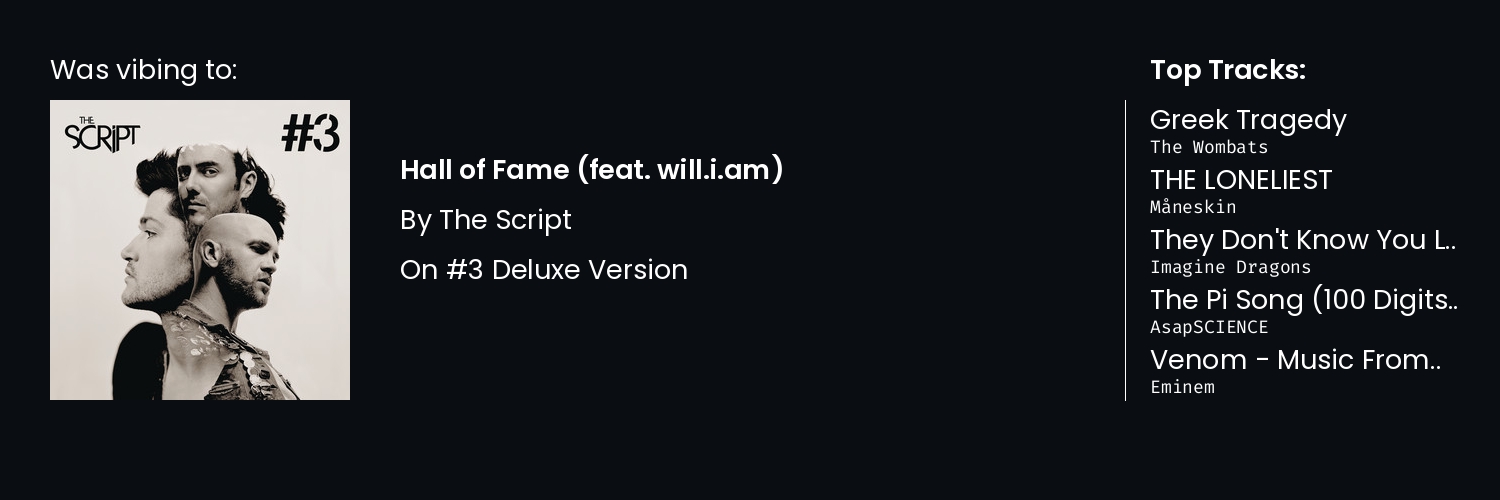 Was vibing to:
THE
SCRIPT
#3
Hall of Fame (feat. will.i.am)
By The Script
On #3 Deluxe Version
Top Tracks:
Greek Tragedy
The Wombats
THE LONELIEST
Måneskin
They Don't Know You L..
Imagine Dragons
The Pi Song (100 Digits..
AsapSCIENCE
Venom - Music From..
Eminem